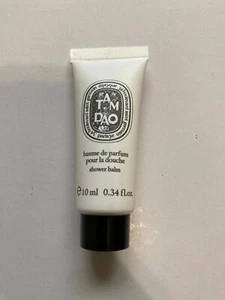 TAM
DAO
baume de parfum
pour la douche
shower balm
e 10 ml 0.34 fl.oz